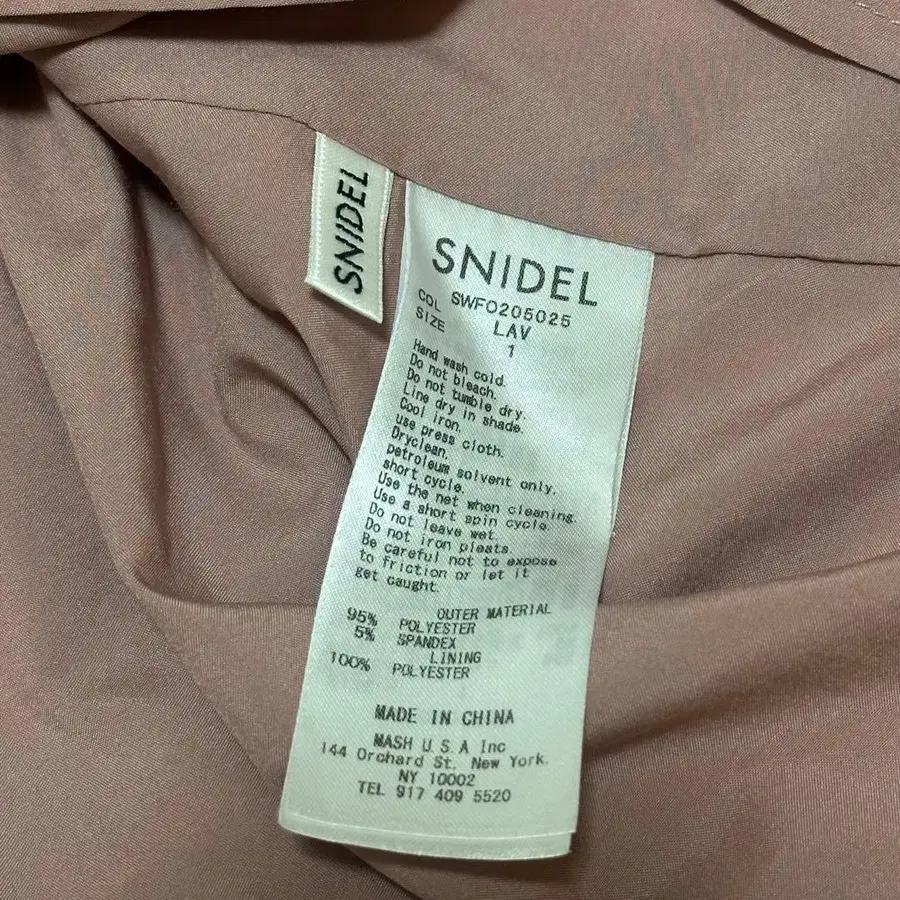 SNIDEL
SNIDEL
SWFO205025
COL LAV
SIZE 1
Hand wash cold.
Do not bleach.
Do not tumble dry.
Line dry in shade.
Cool iron.
use press cloth.
Dryclean.
petroleum solvent only.
short cycle.
Use the net when cleaning.
Use a short spin cycle.
Do not leave wet.
Do not iron pleats.
Be careful not to expose
to friction or let it
get caught.
OUTER MATERIAL
95% POLYESTER
5% SPANDEX
LINING
100% POLYESTER
MADE IN CHINA
MASH U.S.A Inc
144 Orchard St, New York.
NY 10002
TEL 917 409 5520